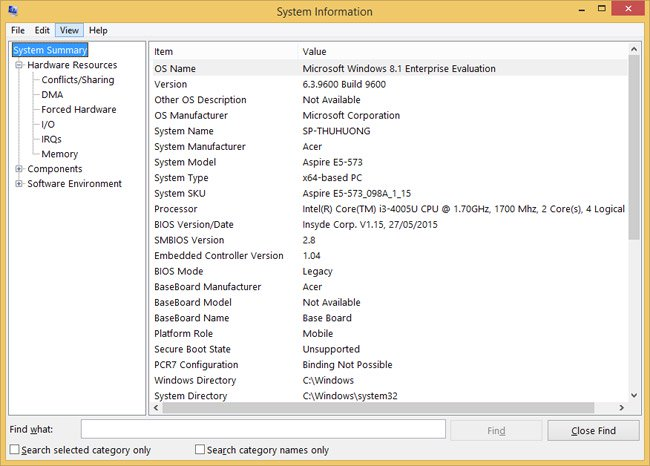 System Information
File Edit View Help
System Summary
Hardware Resources
Conflicts/Sharing
DMA
Forced Hardware
I/O
IRQs
Memory
Components
Software Environment
Item Value
OS Name Microsoft Windows 8.1 Enterprise Evaluation
Version 6.3.9600 Build 9600
Other OS Description Not Available
OS Manufacturer Microsoft Corporation
System Name SP-THUHUONG
System Manufacturer Acer
System Model Aspire E5-573
System Type x64-based PC
System SKU Aspire E5-573_098A_1_15
Processor Intel(R) Core(TM) i3-4005U CPU @ 1.70GHz, 1700 Mhz, 2 Core(s), 4 Logical
BIOS Version/Date Insyde Corp. V1.15, 27/05/2015
SMBIOS Version 2.8
Embedded Controller Version 1.04
BIOS Mode Legacy
BaseBoard Manufacturer Acer
BaseBoard Model Not Available
BaseBoard Name Base Board
Platform Role Mobile
Secure Boot State Unsupported
PCR7 Configuration Binding Not Possible
Windows Directory C:\Windows
System Directory C:\Windows\system32
Find what: Find Close Find
Search selected category only Search category names only